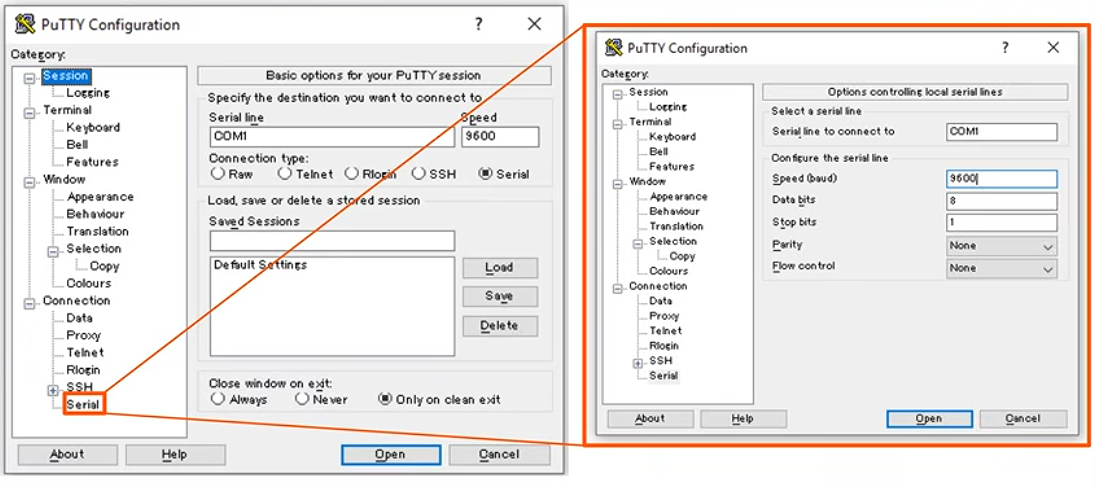 PuTTY Configuration
?
Category:
Session
Logging
Terminal
Keyboard
Bell
Features
Window
Appearance
Behaviour
Translation
Selection
Copy
Colours
Connection
Data
Proxy
Telnet
Rlogin
SSH
Serial
Basic options for your PuTTY session
Specify the destination you want to connect to
Serial line Speed
COM1 9600
Connection type:
Raw Telnet Rlogin SSH Serial
Load, save or delete a stored session
Saved Sessions
Default Settings
Load
Save
Delete
Close window on exit:
Always Never Only on clean exit
About Help Open Cancel
PuTTY Configuration
?
Category:
Session
Logging
Terminal
Keyboard
Bell
Features
Window
Appearance
Behaviour
Translation
Selection
Copy
Colours
Connection
Data
Proxy
Telnet
Rlogin
SSH
Serial
Options controlling local serial lines
Select a serial line
Serial line to connect to COM1
Configure the serial line
Speed (baud) 9600
Data bits 8
Stop bits 1
Parity None
Flow control None
About Help Open Cancel